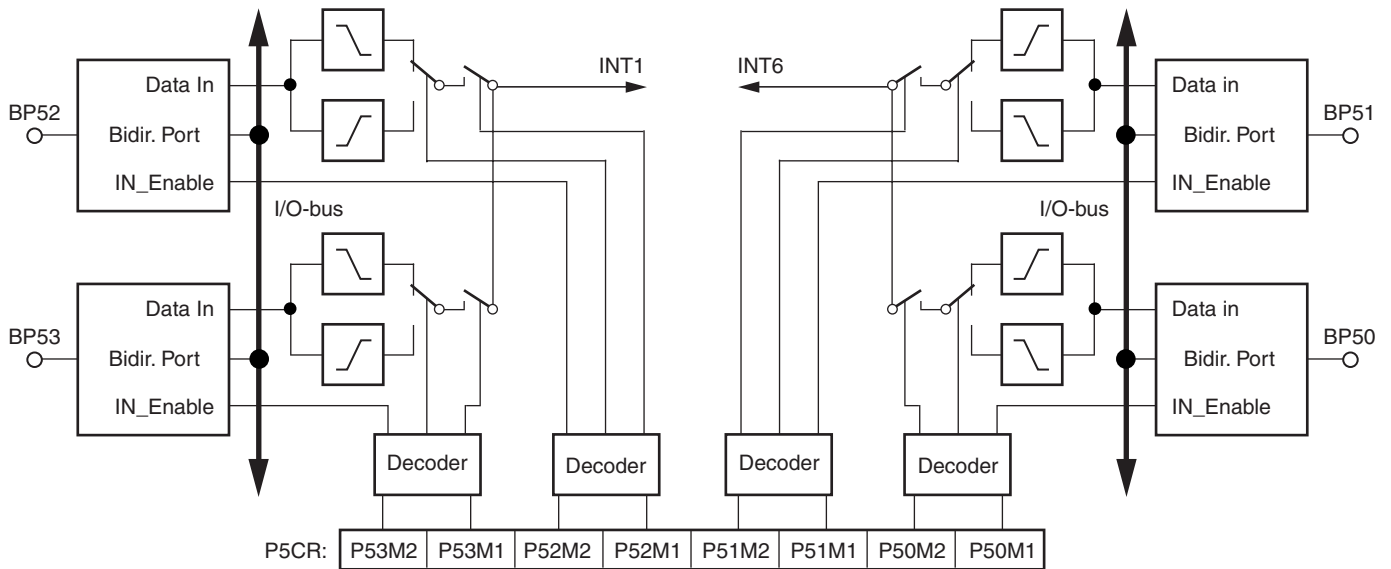 INT1 INT6
Data In Data in
BP52 BP51
Bidir. Port Bidir. Port
IN_Enable IN_Enable
I/O-bus I/O-bus
Data In Data in
BP53 BP50
Bidir. Port Bidir. Port
IN_Enable IN_Enable
Decoder Decoder Decoder Decoder
P5CR: P53M2 P53M1 P52M2 P52M1 P51M2 P51M1 P50M2 P50M1